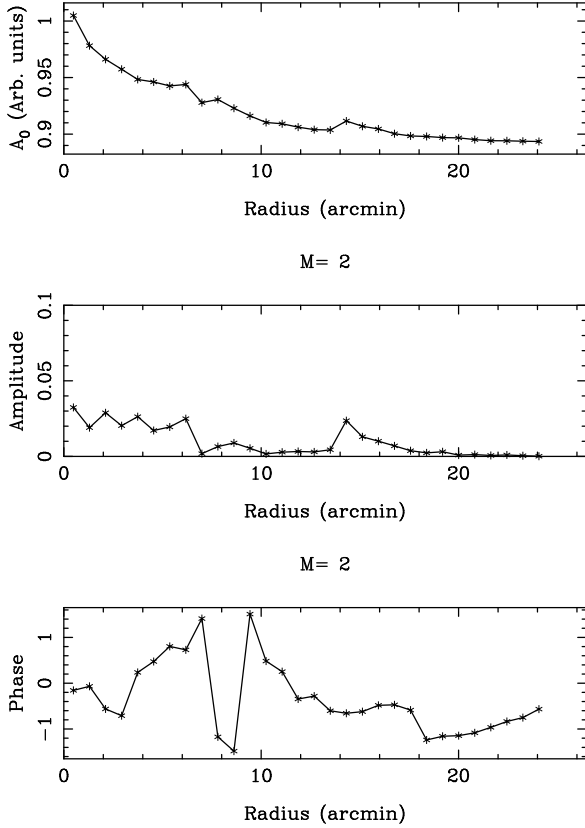 A0 (Arb. units)
1
0.95
0.9
0
10
20
Radius (arcmin)
M= 2
Amplitude
0.1
0.05
0
0
10
20
Radius (arcmin)
M= 2
Phase
1
0
−1
0
10
20
Radius (arcmin)